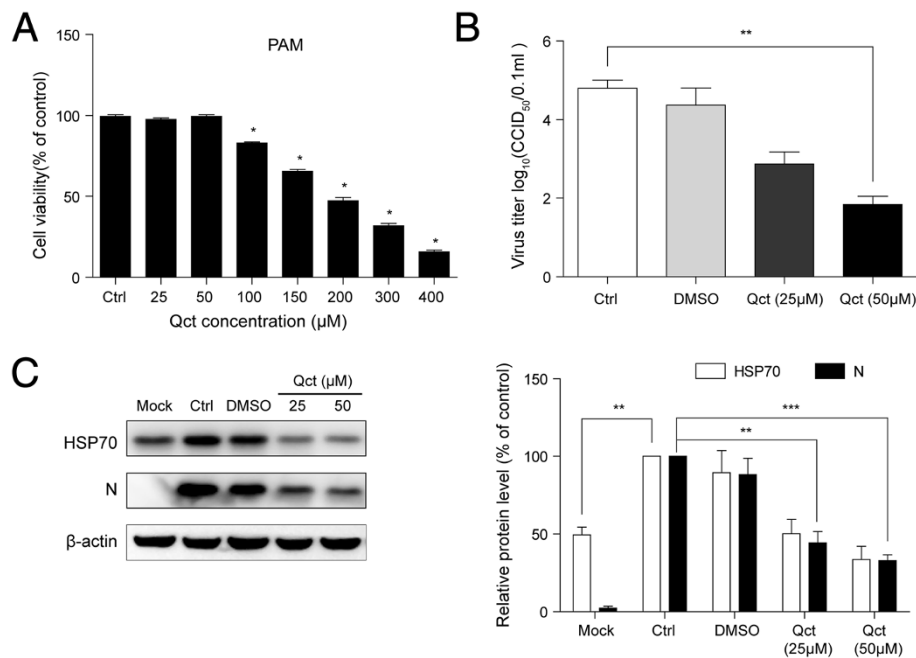 A
PAM
Cell viability(% of control)
150
100
50
0
* * * * * *
Ctrl 25 50 100 150 200 300 400
Qct concentration (μM)
B
**
Virus titer log₁₀(CCID₅₀/0.1ml)
6
4
2
0
Ctrl DMSO Qct (25μM) Qct (50μM)
C
Qct (μM)
Mock Ctrl DMSO 25 50
HSP70
N
β-actin
HSP70 N
Relative protein level (% of control)
150
100
50
0
** ***
**
Mock Ctrl DMSO Qct Qct
(25μM) (50μM)